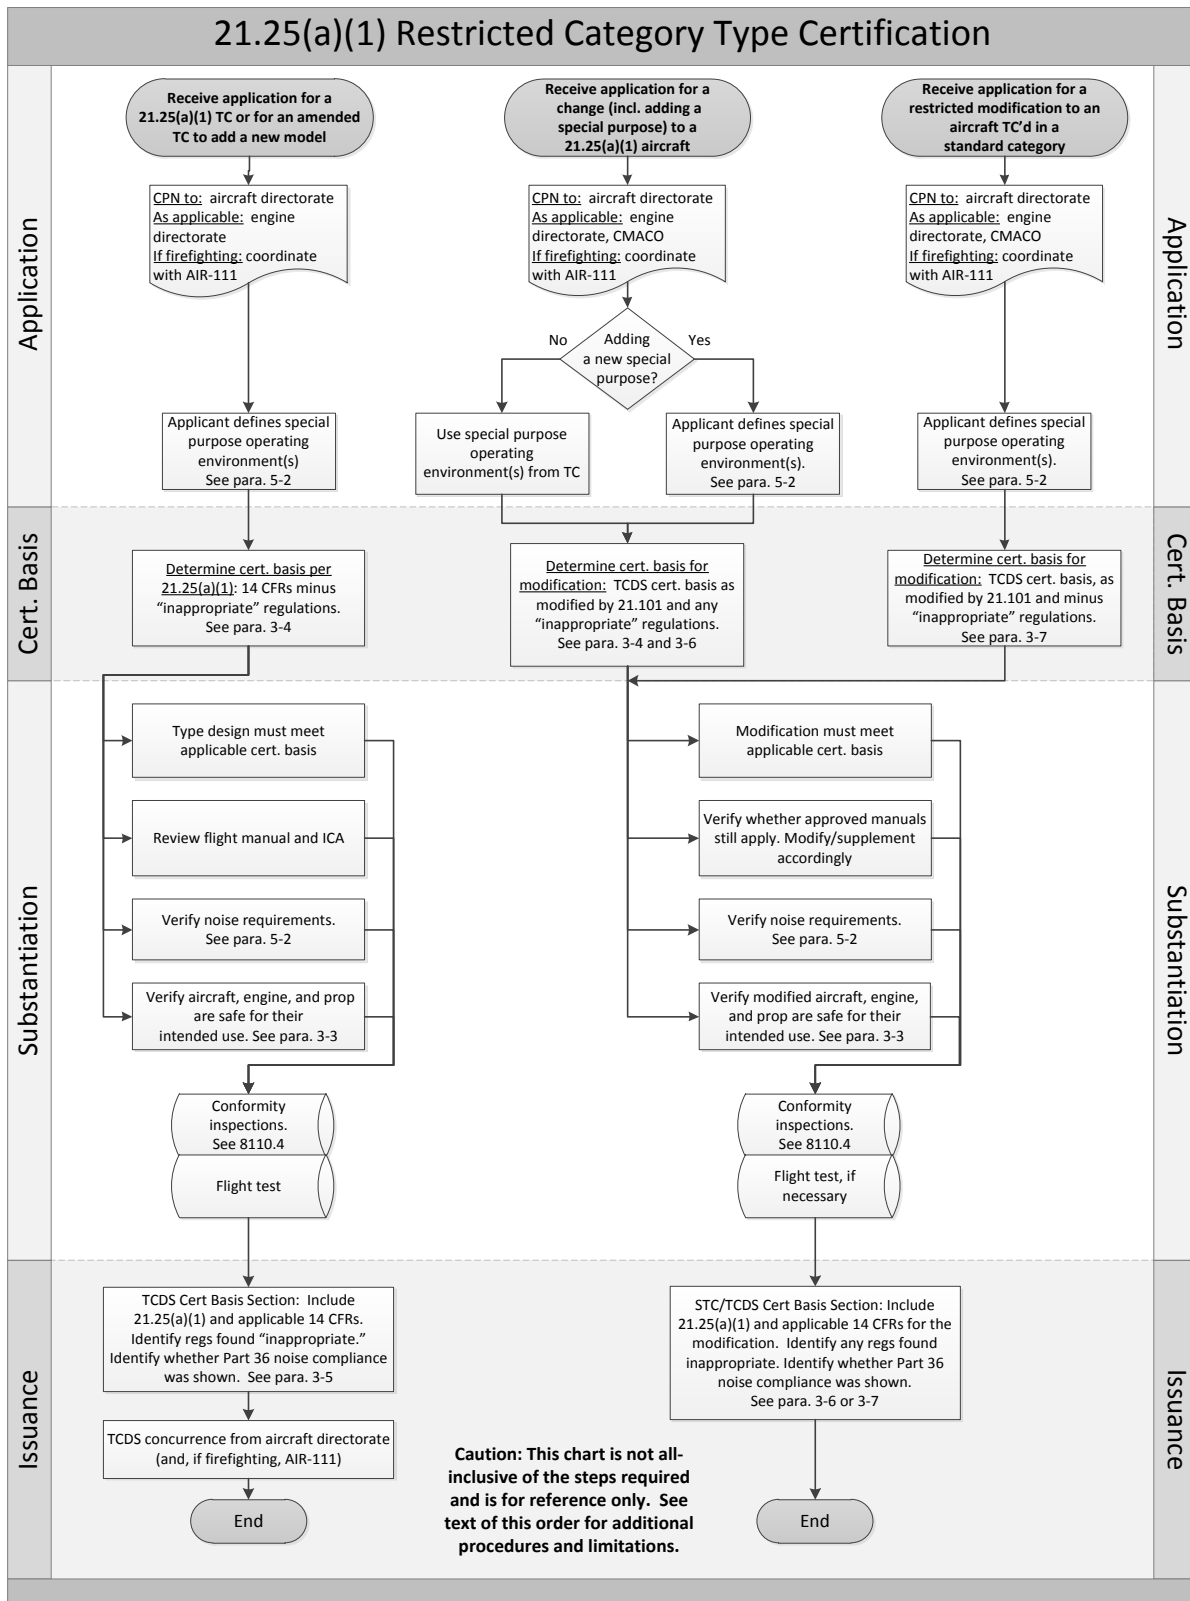 21.25(a)(1) Restricted Category Type Certification
Application
Receive application for a
21.25(a)(1) TC or for an amended
TC to add a new model
Receive application for a
change (incl. adding a
special purpose) to a
21.25(a)(1) aircraft
Receive application for a
restricted modification to an
aircraft TC’d in a
standard category
Application
CPN to: aircraft directorate
As applicable: engine
directorate
If firefighting: coordinate
with AIR-111
CPN to: aircraft directorate
As applicable: engine
directorate, CMACO
If firefighting: coordinate
with AIR-111
CPN to: aircraft directorate
As applicable: engine
directorate, CMACO
If firefighting: coordinate
with AIR-111
No
Adding
a new special
purpose?
Yes
Applicant defines special
purpose operating
environment(s)
See para. 5-2
Use special purpose
operating
environment(s) from TC
Applicant defines special
purpose operating
environment(s).
See para. 5-2
Applicant defines special
purpose operating
environment(s).
See para. 5-2
Cert. Basis
Determine cert. basis per
21.25(a)(1): 14 CFRs minus
“inappropriate” regulations.
See para. 3-4
Determine cert. basis for
modification: TCDS cert. basis as
modified by 21.101 and any
“inappropriate” regulations.
See para. 3-4 and 3-6
Determine cert. basis for
modification: TCDS cert. basis, as
modified by 21.101 and minus
“inappropriate” regulations.
See para. 3-7
Cert. Basis
Substantiation
Type design must meet
applicable cert. basis
Review flight manual and ICA
Verify noise requirements.
See para. 5-2
Verify aircraft, engine, and prop
are safe for their
intended use. See para. 3-3
Conformity
inspections.
See 8110.4
Flight test
Modification must meet
applicable cert. basis
Verify whether approved manuals
still apply. Modify/supplement
accordingly
Verify noise requirements.
See para. 5-2
Verify modified aircraft, engine,
and prop are safe for their
intended use. See para. 3-3
Conformity
inspections.
See 8110.4
Flight test, if
necessary
Substantiation
Issuance
TCDS Cert Basis Section: Include
21.25(a)(1) and applicable 14 CFRs.
Identify regs found “inappropriate.”
Identify whether Part 36 noise compliance
was shown. See para. 3-5
TCDS concurrence from aircraft directorate
(and, if firefighting, AIR-111)
End
STC/TCDS Cert Basis Section: Include
21.25(a)(1) and applicable 14 CFRs for the
modification. Identify any regs found
inappropriate. Identify whether Part 36
noise compliance was shown.
See para. 3-6 or 3-7
End
Caution: This chart is not all-
inclusive of the steps required
and is for reference only. See
text of this order for additional
procedures and limitations.
Issuance